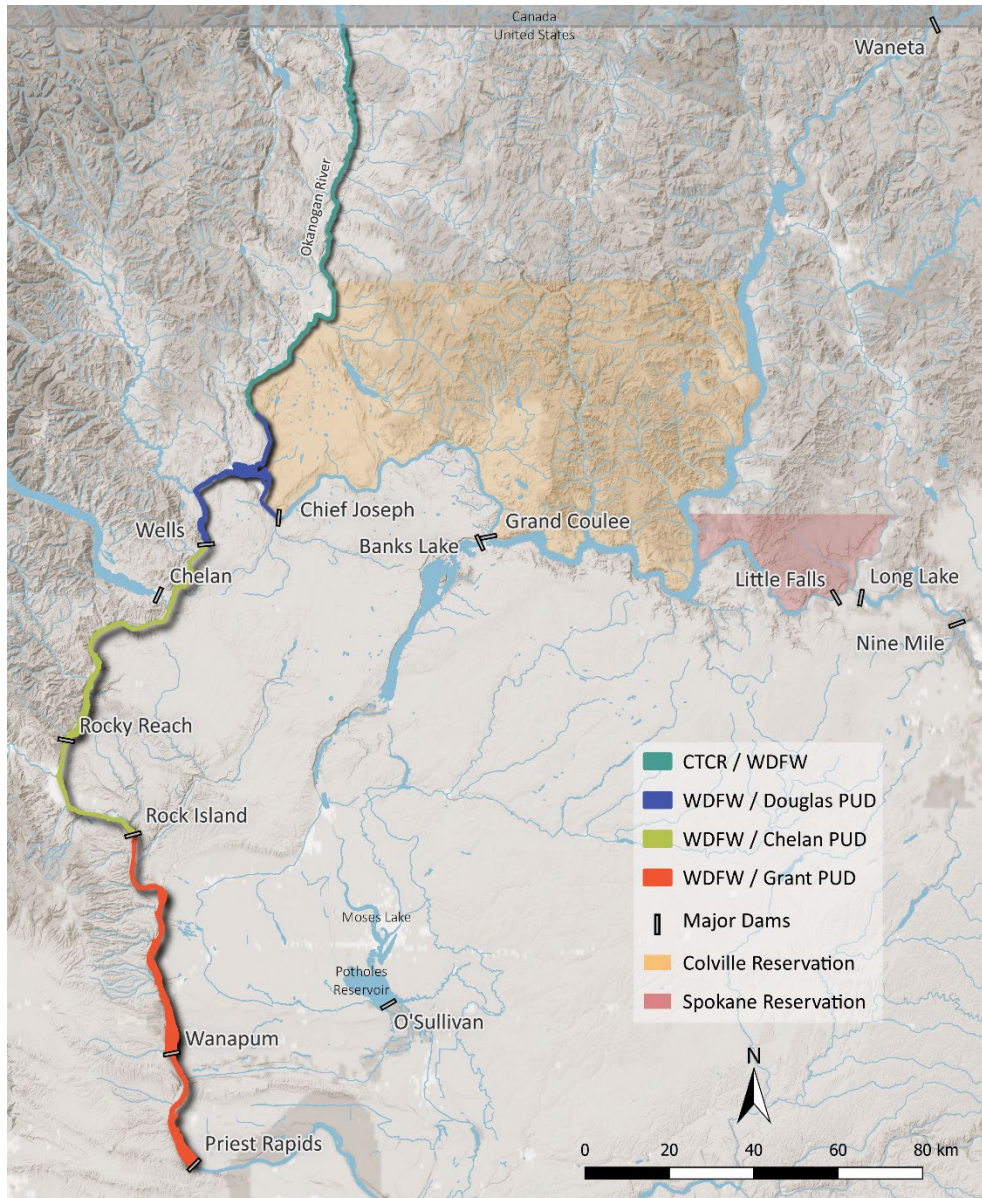 Canada
United States
Waneta
Okanogan River
Chief Joseph
Grand Coulee
Wells
Banks Lake
Chelan
Little Falls
Long Lake
Nine Mile
Rocky Reach
Rock Island
CTCR / WDFW
WDFW / Douglas PUD
WDFW / Chelan PUD
WDFW / Grant PUD
Major Dams
Colville Reservation
Spokane Reservation
Moses Lake
Potholes
Reservoir
O'Sullivan
Wanapum
Priest Rapids
N
0 20 40 60 80 km